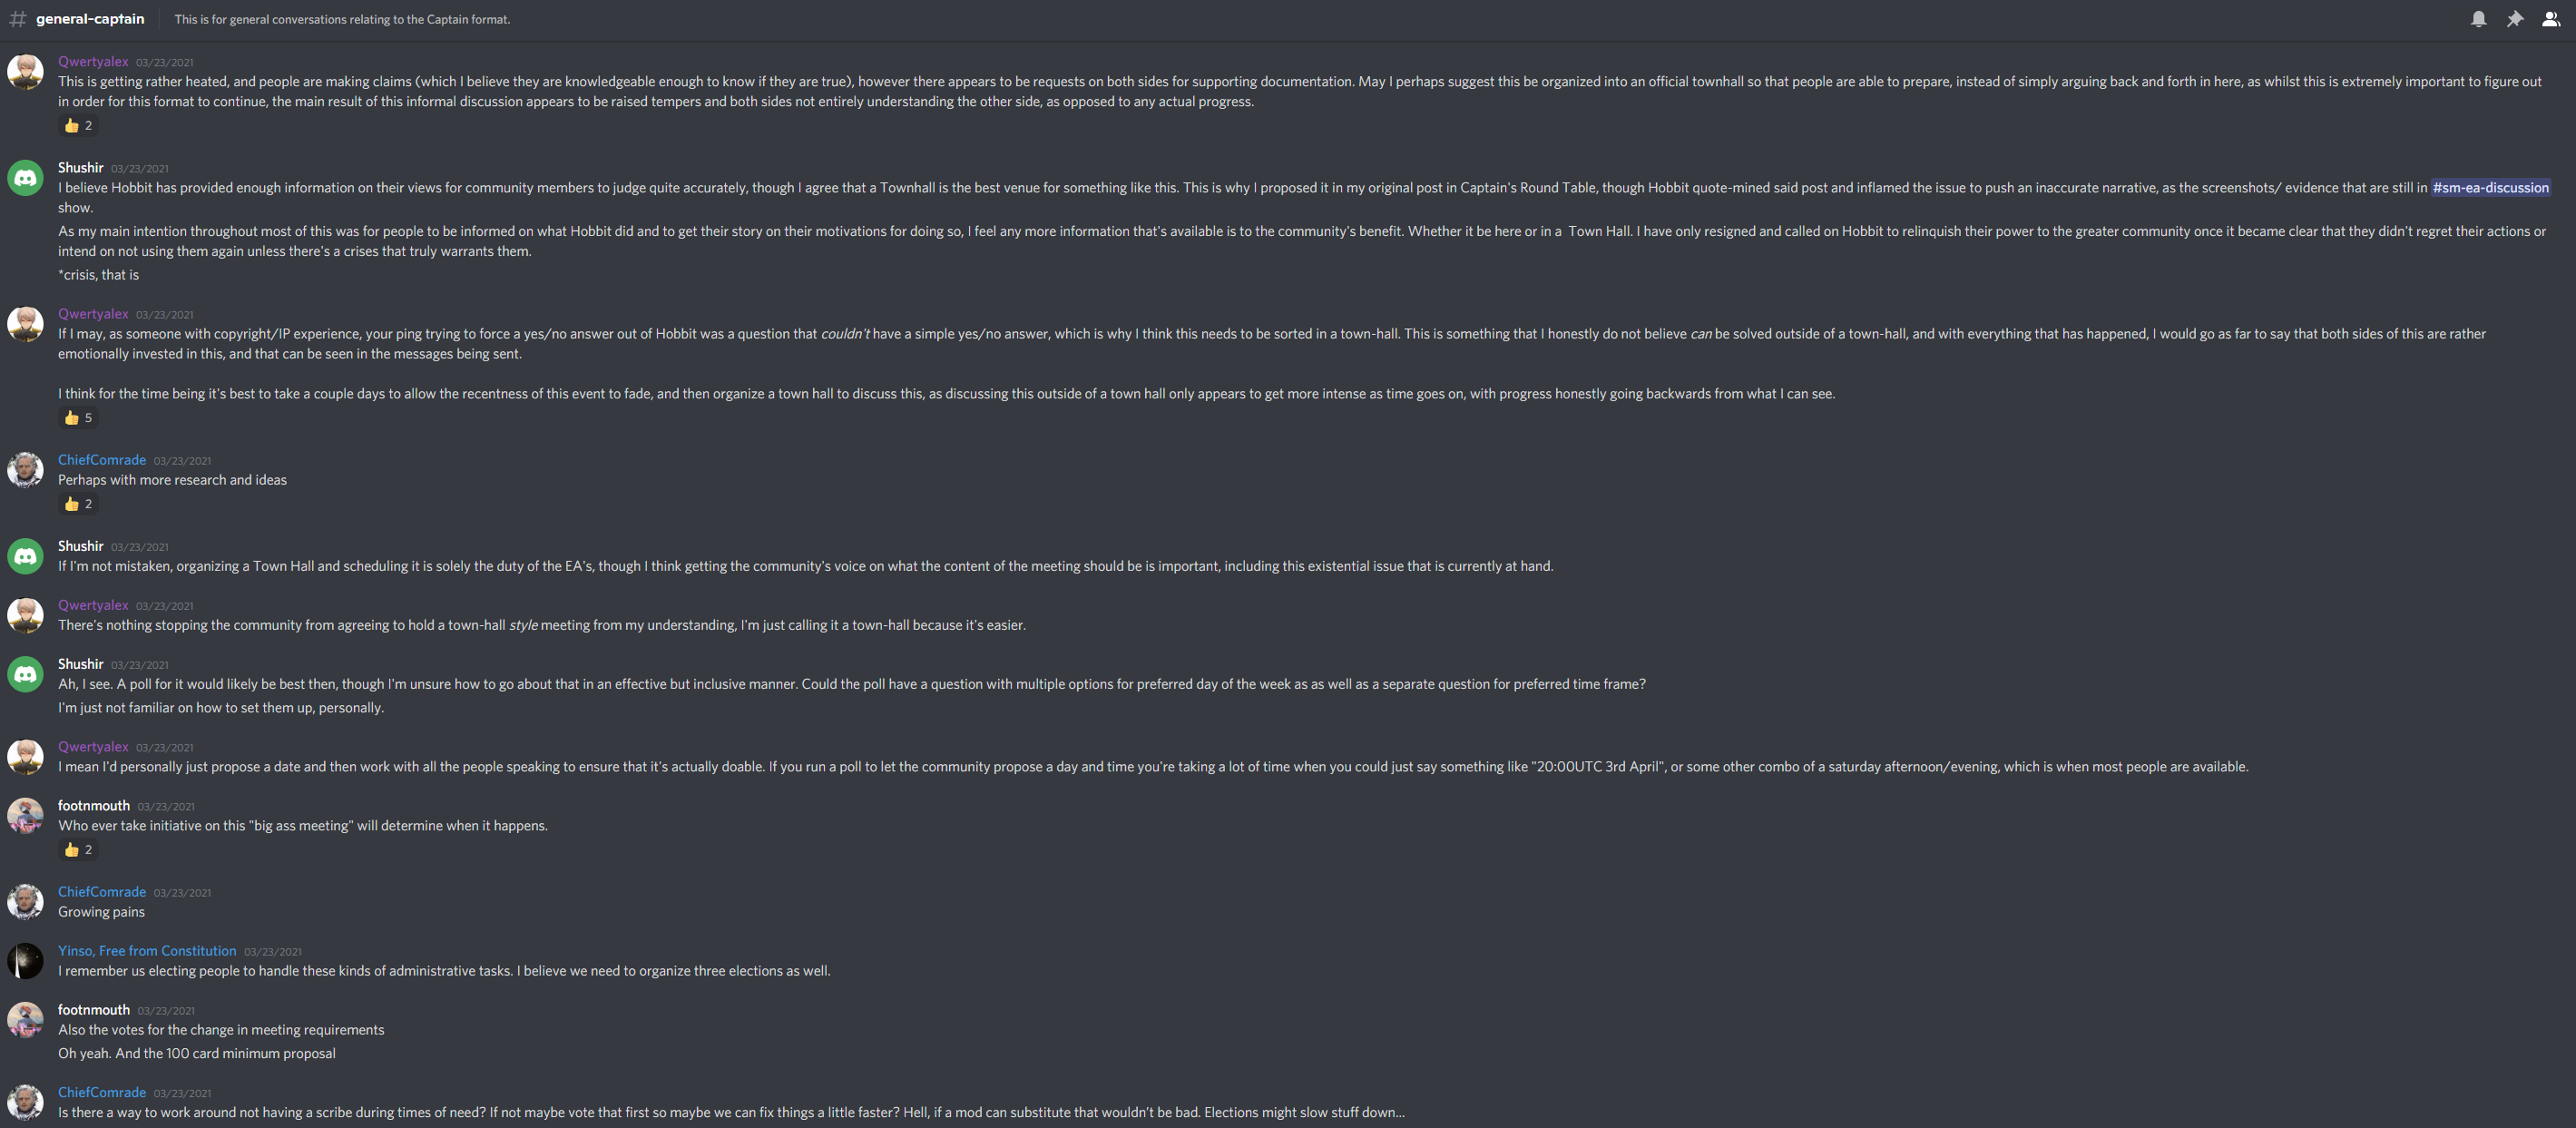 # general-captain This is for general conversations relating to the Captain format.
Qwertyalex 03/23/2021
This is getting rather heated, and people are making claims (which I believe they are knowledgeable enough to know if they are true), however there appears to be requests on both sides for supporting documentation. May I perhaps suggest this be organized into an official townhall so that people are able to prepare, instead of simply arguing back and forth in here, as whilst this is extremely important to figure out
in order for this format to continue, the main result of this informal discussion appears to be raised tempers and both sides not entirely understanding the other side, as opposed to any actual progress.
👍 2
Shushir 03/23/2021
I believe Hobbit has provided enough information on their views for community members to judge quite accurately, though I agree that a Townhall is the best venue for something like this. This is why I proposed it in my original post in Captain's Round Table, though Hobbit quote-mined said post and inflamed the issue to push an inaccurate narrative, as the screenshots/ evidence that are still in #sm-ea-discussion
show.
As my main intention throughout most of this was for people to be informed on what Hobbit did and to get their story on their motivations for doing so, I feel any more information that's available is to the community's benefit. Whether it be here or in a Town Hall. I have only resigned and called on Hobbit to relinquish their power to the greater community once it became clear that they didn't regret their actions or
intend on not using them again unless there's a crises that truly warrants them.
*crisis, that is
Qwertyalex 03/23/2021
If I may, as someone with copyright/IP experience, your ping trying to force a yes/no answer out of Hobbit was a question that couldn't have a simple yes/no answer, which is why I think this needs to be sorted in a town-hall. This is something that I honestly do not believe can be solved outside of a town-hall, and with everything that has happened, I would go as far to say that both sides of this are rather
emotionally invested in this, and that can be seen in the messages being sent.
I think for the time being it's best to take a couple days to allow the recentness of this event to fade, and then organize a town hall to discuss this, as discussing this outside of a town hall only appears to get more intense as time goes on, with progress honestly going backwards from what I can see.
👍 5
ChiefComrade 03/23/2021
Perhaps with more research and ideas
👍 2
Shushir 03/23/2021
If I'm not mistaken, organizing a Town Hall and scheduling it is solely the duty of the EA's, though I think getting the community's voice on what the content of the meeting should be is important, including this existential issue that is currently at hand.
Qwertyalex 03/23/2021
There's nothing stopping the community from agreeing to hold a town-hall style meeting from my understanding, I'm just calling it a town-hall because it's easier.
Shushir 03/23/2021
Ah, I see. A poll for it would likely be best then, though I'm unsure how to go about that in an effective but inclusive manner. Could the poll have a question with multiple options for preferred day of the week as as well as a separate question for preferred time frame?
I'm just not familiar on how to set them up, personally.
Qwertyalex 03/23/2021
I mean I'd personally just propose a date and then work with all the people speaking to ensure that it's actually doable. If you run a poll to let the community propose a day and time you're taking a lot of time when you could just say something like "20:00UTC 3rd April", or some other combo of a saturday afternoon/evening, which is when most people are available.
footnmouth 03/23/2021
Who ever take initiative on this "big ass meeting" will determine when it happens.
👍 2
ChiefComrade 03/23/2021
Growing pains
Yinso, Free from Constitution 03/23/2021
I remember us electing people to handle these kinds of administrative tasks. I believe we need to organize three elections as well.
footnmouth 03/23/2021
Also the votes for the change in meeting requirements
Oh yeah. And the 100 card minimum proposal
ChiefComrade 03/23/2021
Is there a way to work around not having a scribe during times of need? If not maybe vote that first so maybe we can fix things a little faster? Hell, if a mod can substitute that wouldn't be bad. Elections might slow stuff down...